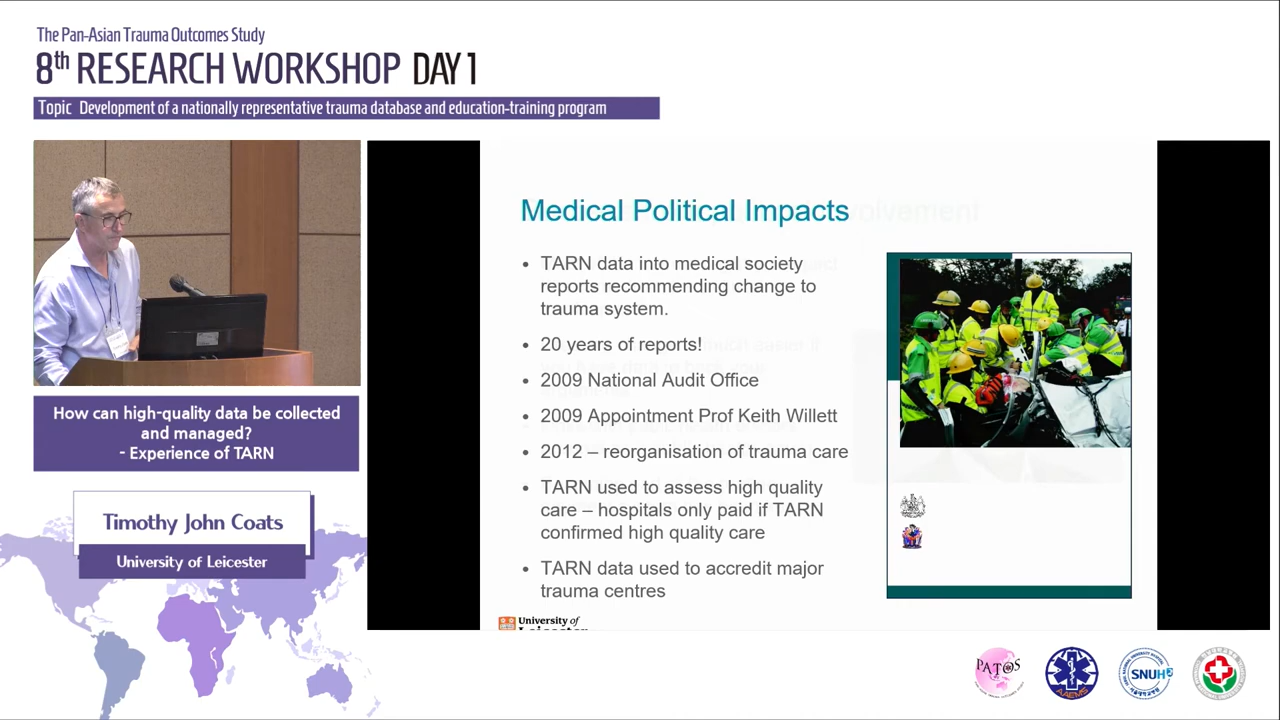 The Pan-Asian Trauma Outcomes Study
8th RESEARCH WORKSHOP DAY 1
Topic Development of a nationally representative trauma database and education-training program
How can high-quality data be collected
and managed?
- Experience of TARN
Timothy John Coats
University of Leicester
Medical Political Impacts
• TARN data into medical society
reports recommending change to
trauma system.
• 20 years of reports!
• 2009 National Audit Office
• 2009 Appointment Prof Keith Willett
• 2012 – reorganisation of trauma care
• TARN used to assess high quality
care – hospitals only paid if TARN
confirmed high quality care
• TARN data used to accredit major
trauma centres
University of
Leicester
PATOS
AAEMS
SNUH